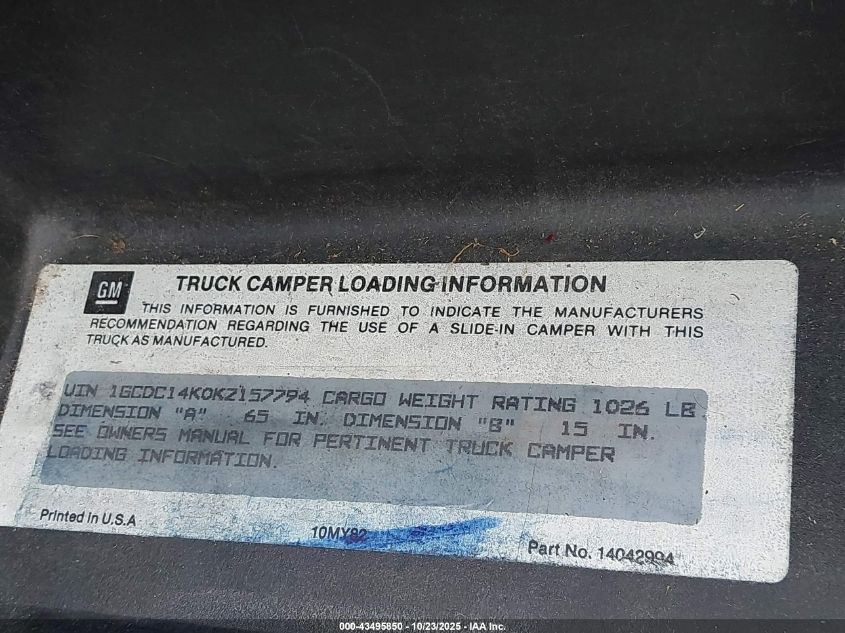 GM
TRUCK CAMPER LOADING INFORMATION
THIS INFORMATION IS FURNISHED TO INDICATE THE MANUFACTURERS
RECOMMENDATION REGARDING THE USE OF A SLIDE-IN CAMPER WITH THIS
TRUCK AS MANUFACTURED.
VIN 1GCDC14K0KZ157794 CARGO WEIGHT RATING 1026 LB.
DIMENSION "A" 65 IN. DIMENSION "B" 15 IN.
SEE OWNERS MANUAL FOR PERTINENT TRUCK CAMPER
LOADING INFORMATION.
Printed in U.S.A
10MY82
Part No. 14042994
000-43495850 - 10/23/2025 - IAA Inc.